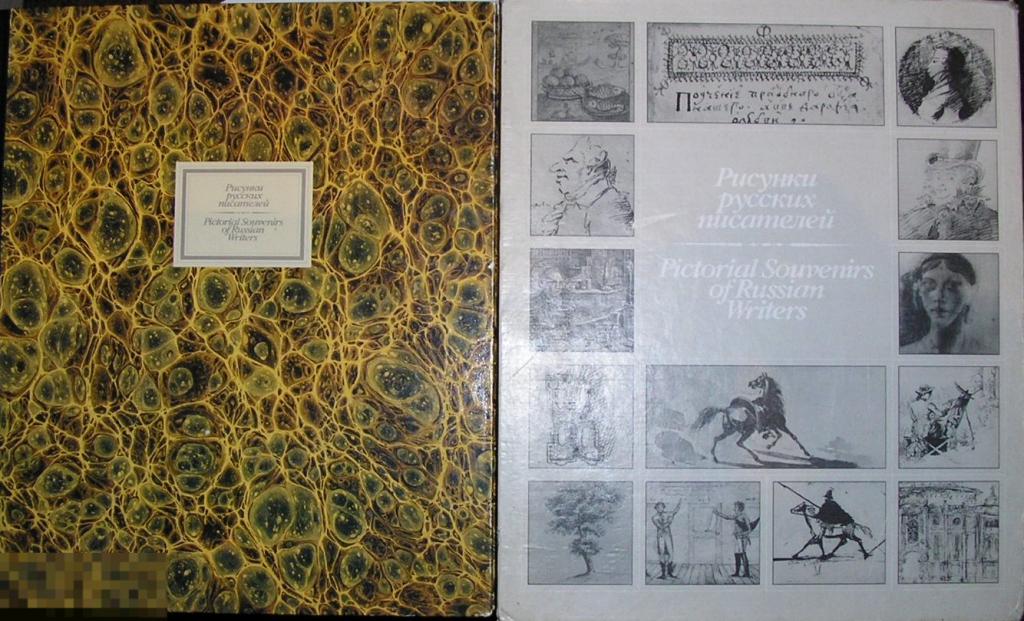 Рисунки
русских
писателей
Pictorial Souvenirs
of Russian
Writers
Рисунки
русских
писателей
Pictorial Souvenirs
of Russian
Writers